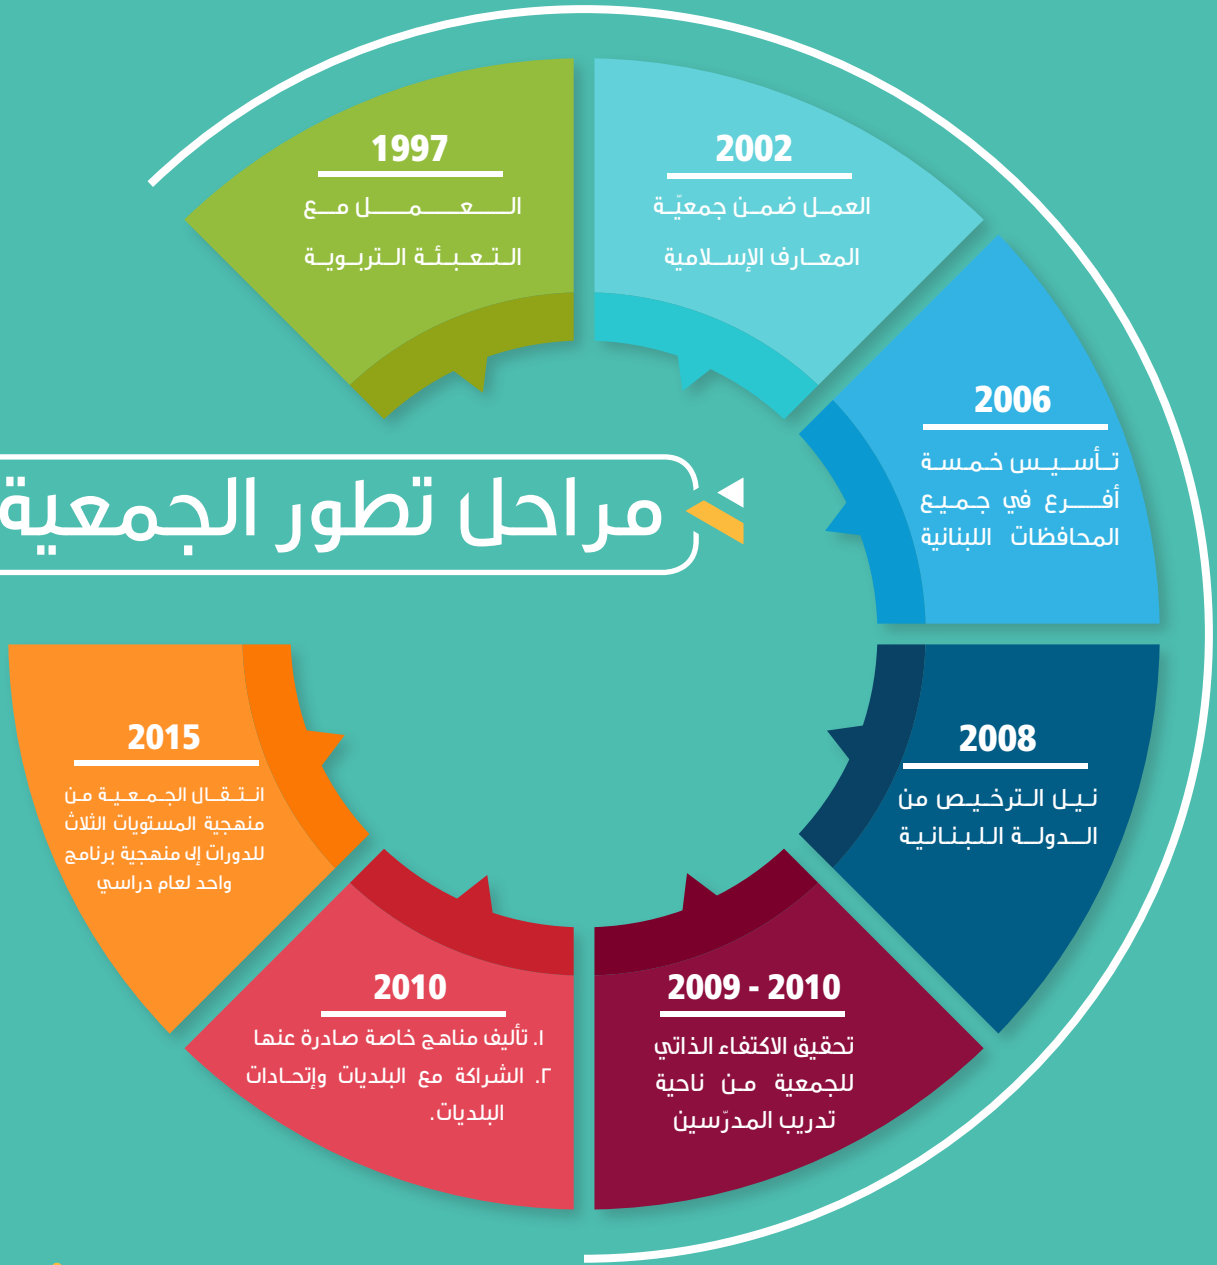 مراحل تطور الجمعية
1997
العمل مع
التعبئة التربوية
2002
العمل ضمن جمعيّة
المعارف الإسلامية
2006
تأسيس خمسة
أفرع في جميع
المحافظات اللبنانية
2008
نيل الترخيص من
الدولة اللبنانية
2009 - 2010
تحقيق الاكتفاء الذاتي
للجمعية من ناحية
تدريب المدرّسين
2010
١. تأليف مناهج خاصة صادرة عنها
٢. الشراكة مع البلديات وإتحادات
البلديات.
2015
انتقال الجمعية من
منهجية المستويات الثلاث
للدورات إلى منهجية برنامج
واحد لعام دراسي